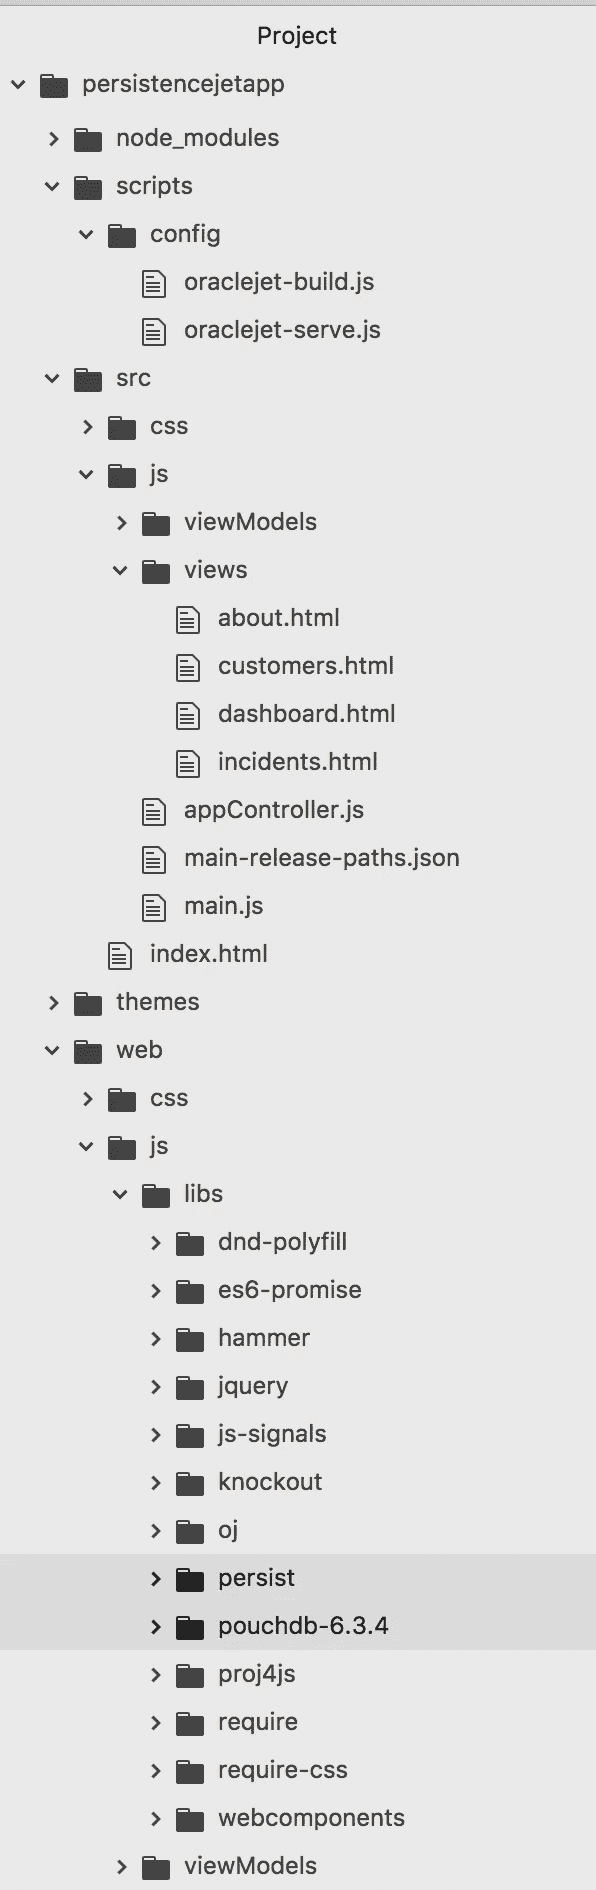 Project
persistencejetapp
node_modules
scripts
config
oraclejet-build.js
oraclejet-serve.js
src
css
js
viewModels
views
about.html
customers.html
dashboard.html
incidents.html
appController.js
main-release-paths.json
main.js
index.html
themes
web
css
js
libs
dnd-polyfill
es6-promise
hammer
jquery
js-signals
knockout
oj
persist
pouchdb-6.3.4
proj4js
require
require-css
webcomponents
viewModels